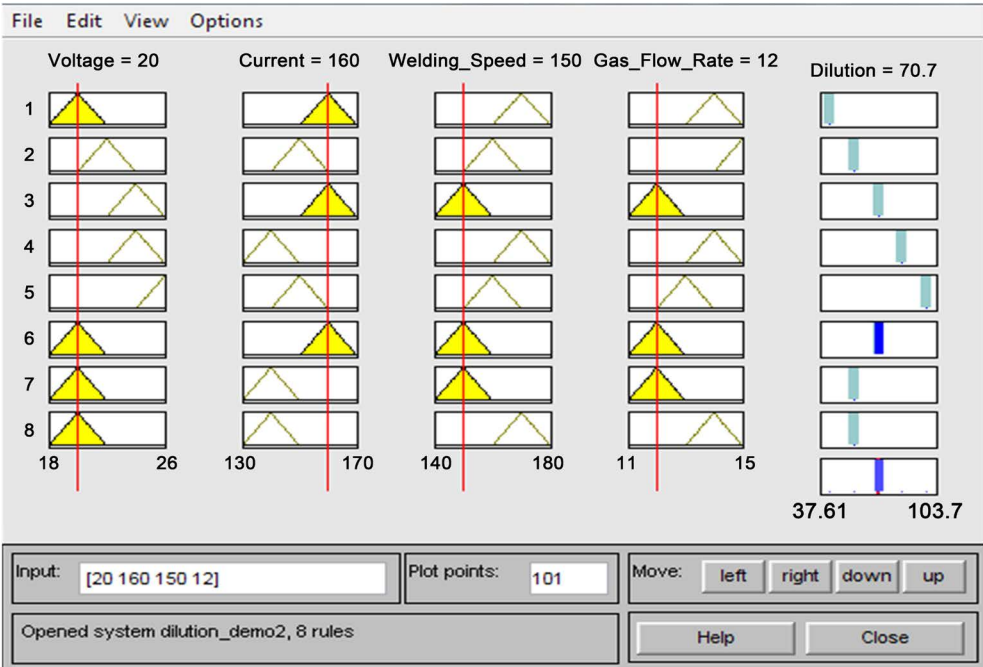 File Edit View Options
Voltage = 20 Current = 160 Welding_Speed = 150 Gas_Flow_Rate = 12 Dilution = 70.7
1
2
3
4
5
6
7
8
18 26 130 170 140 180 11 15
37.61 103.7
Input: [20 160 150 12] Plot points: 101 Move: left right down up
Opened system dilution_demo2, 8 rules Help Close